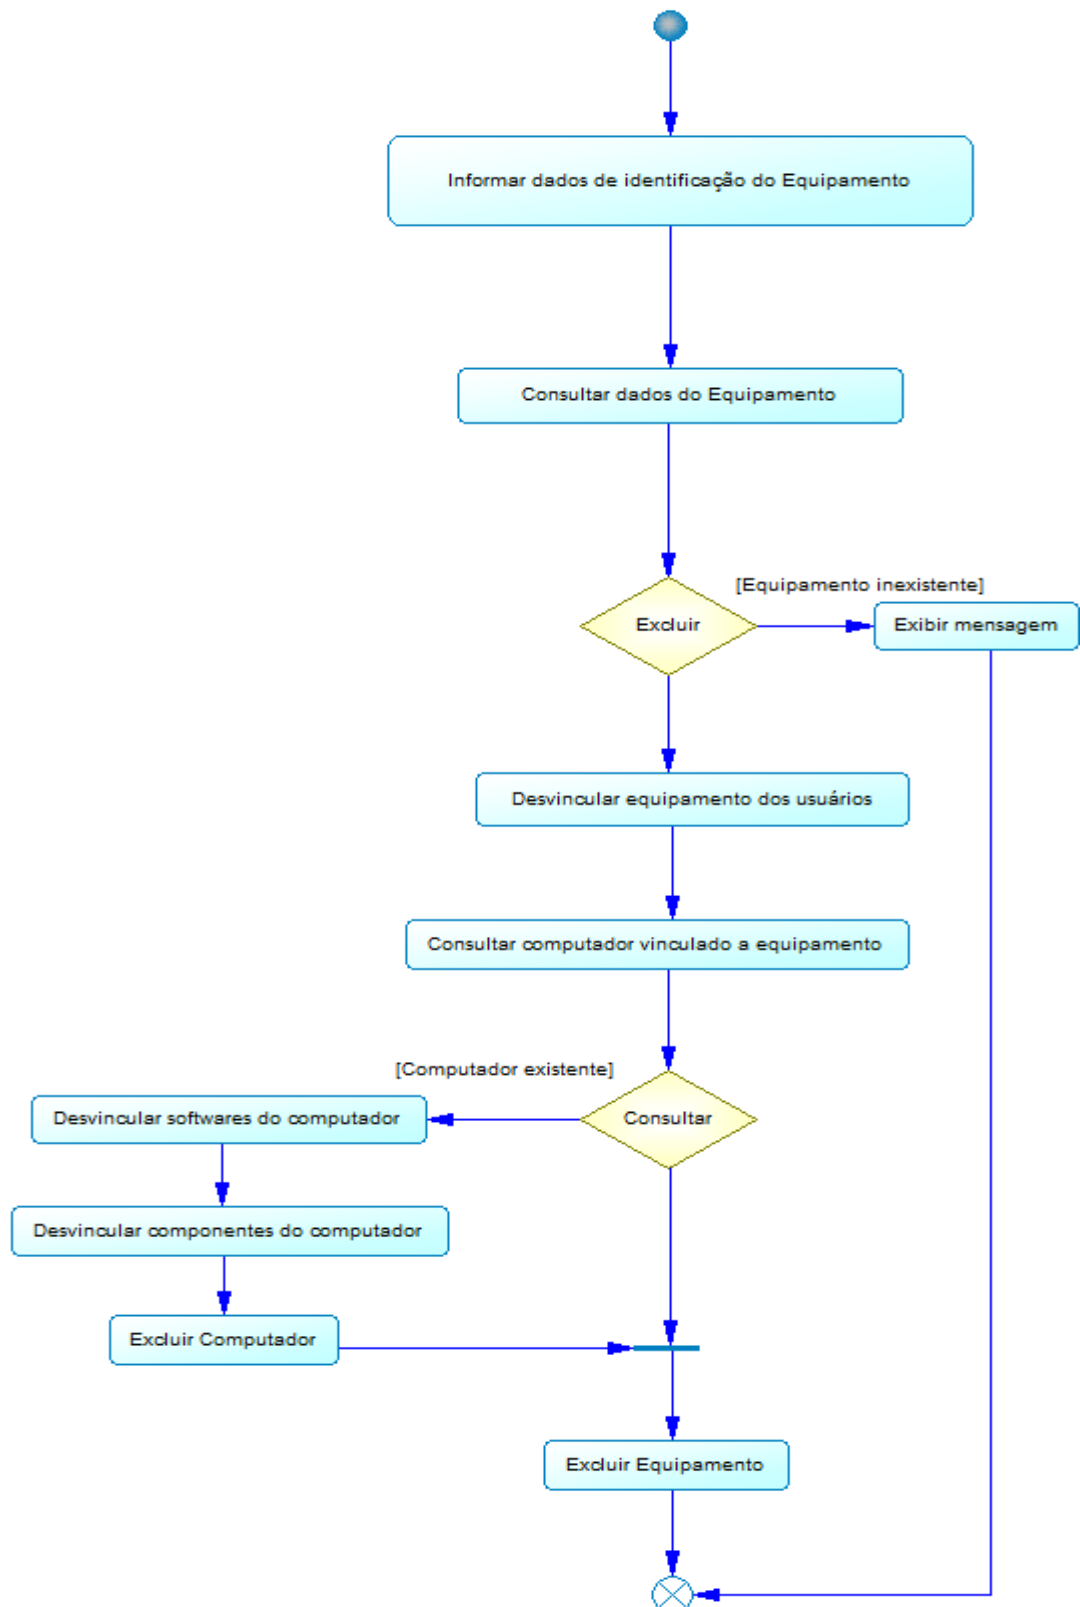 Informar dados de identificação do Equipamento
Consultar dados do Equipamento
[Equipamento inexistente]
Excluir
Exibir mensagem
Desvincular equipamento dos usuários
Consultar computador vinculado a equipamento
[Computador existente]
Consultar
Desvincular softwares do computador
Desvincular componentes do computador
Excluir Computador
Excluir Equipamento